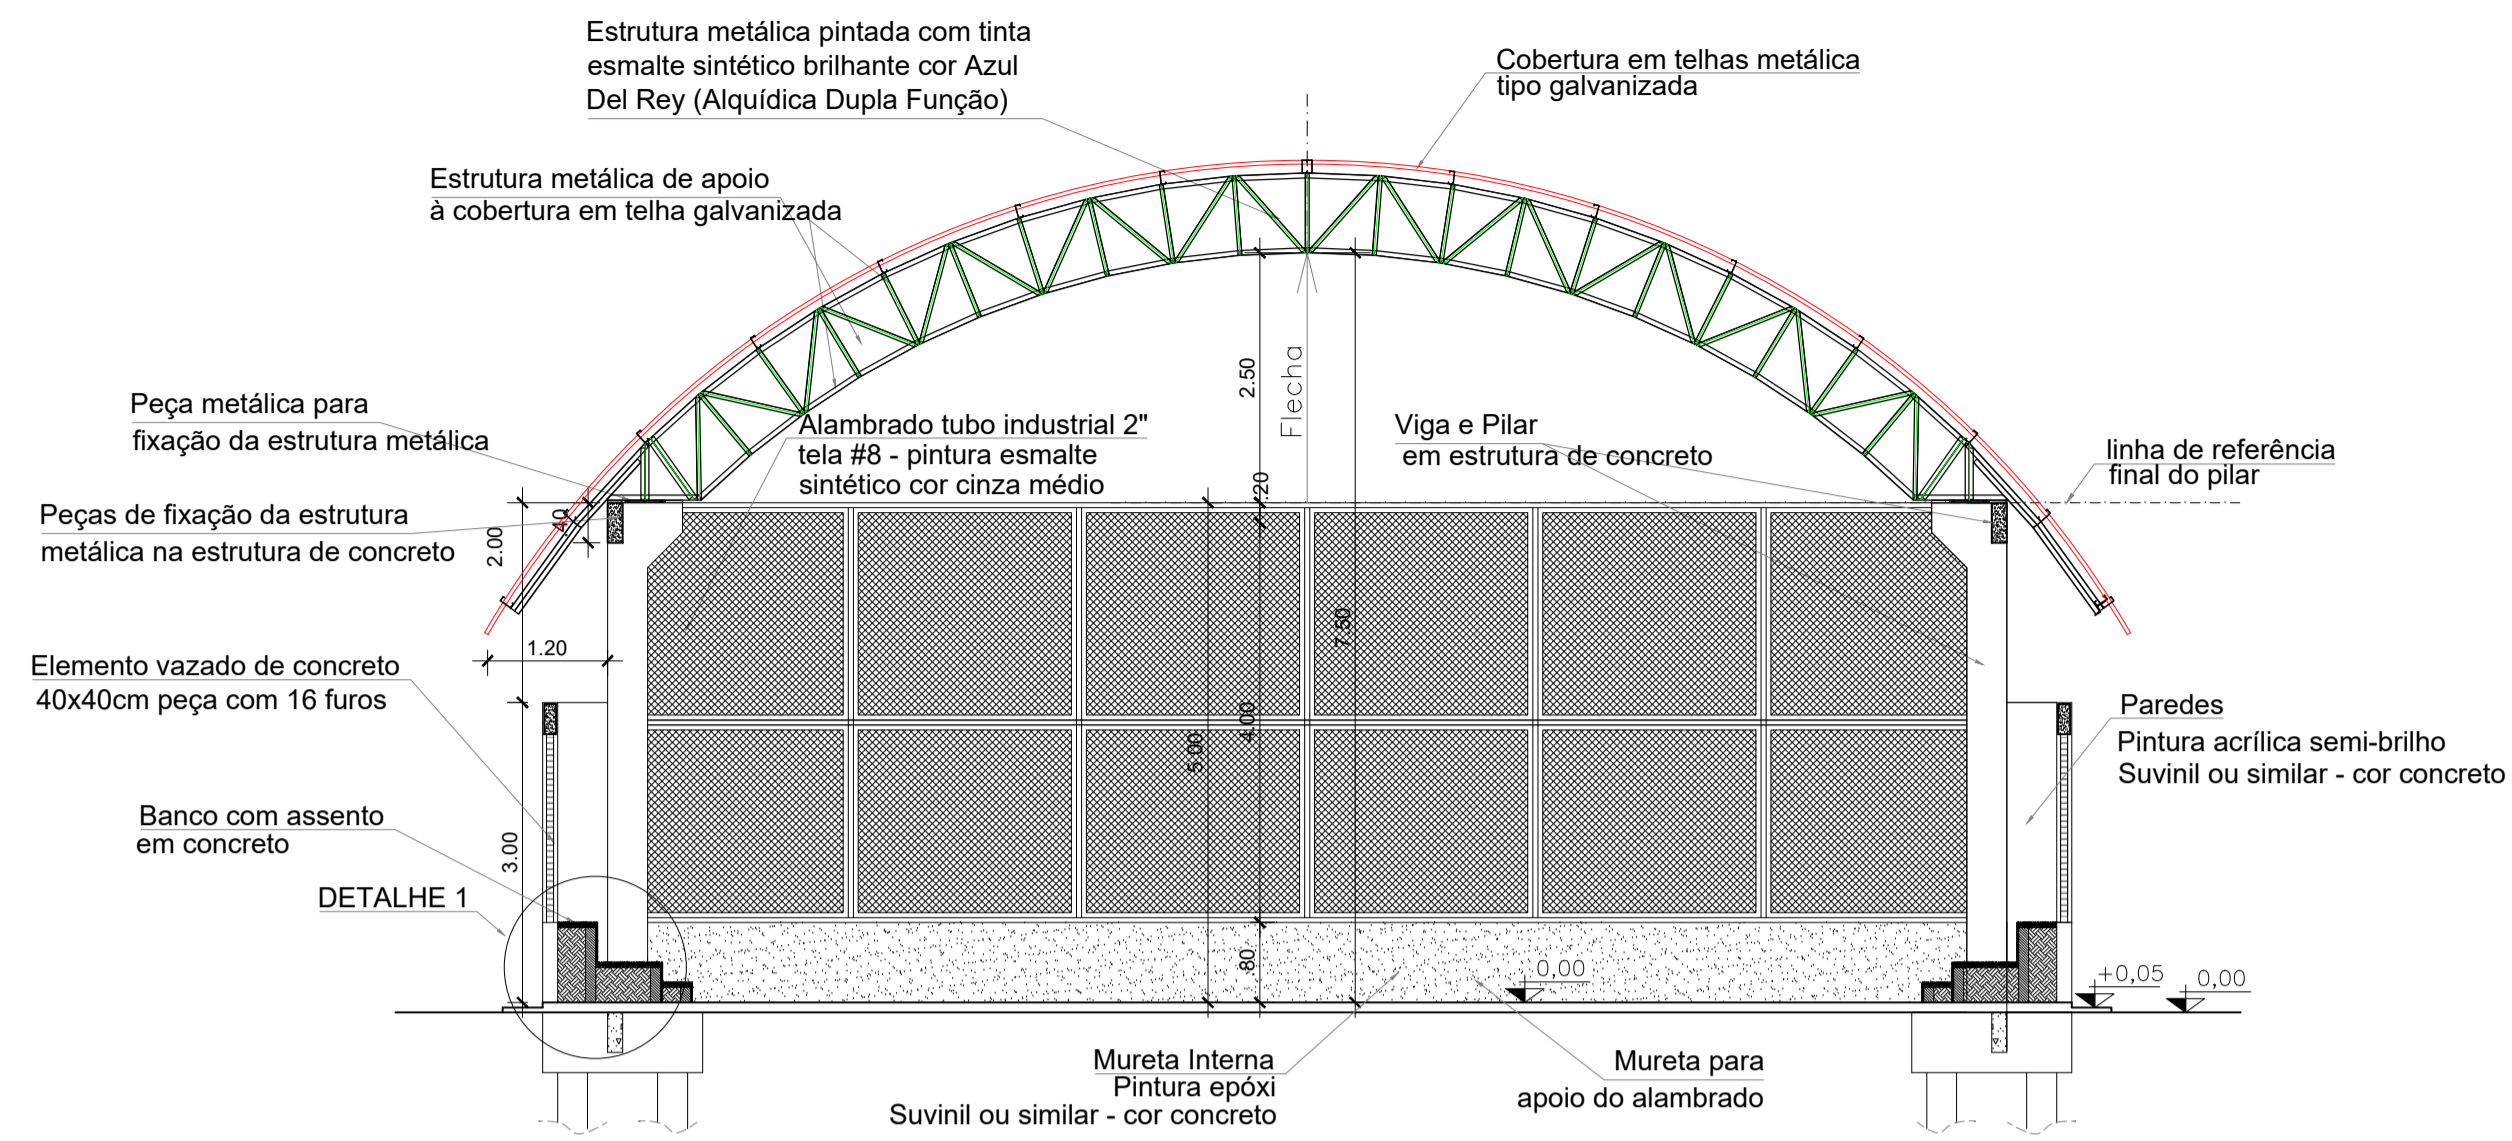 Estrutura metálica pintada com tinta
esmalte sintético brilhante cor Azul
Del Rey (Alquídica Dupla Função)
Cobertura em telhas metálica
tipo galvanizada
Estrutura metálica de apoio
à cobertura em telha galvanizada
Peça metálica para
fixação da estrutura metálica
Alambrado tubo industrial 2"
tela #8 - pintura esmalte
sintético cor cinza médio
2.50
Flecha
Viga e Pilar
em estrutura de concreto
linha de referência
final do pilar
Peças de fixação da estrutura
metálica na estrutura de concreto
2.00
.40
.20
7.50
1.20
Elemento vazado de concreto
40x40cm peça com 16 furos
5.00
4.00
Paredes
Pintura acrílica semi-brilho
Suvinil ou similar - cor concreto
Banco com assento
em concreto
3.00
DETALHE 1
.80
0,00
+0,05
0,00
Mureta Interna
Pintura epóxi
Suvinil ou similar - cor concreto
Mureta para
apoio do alambrado